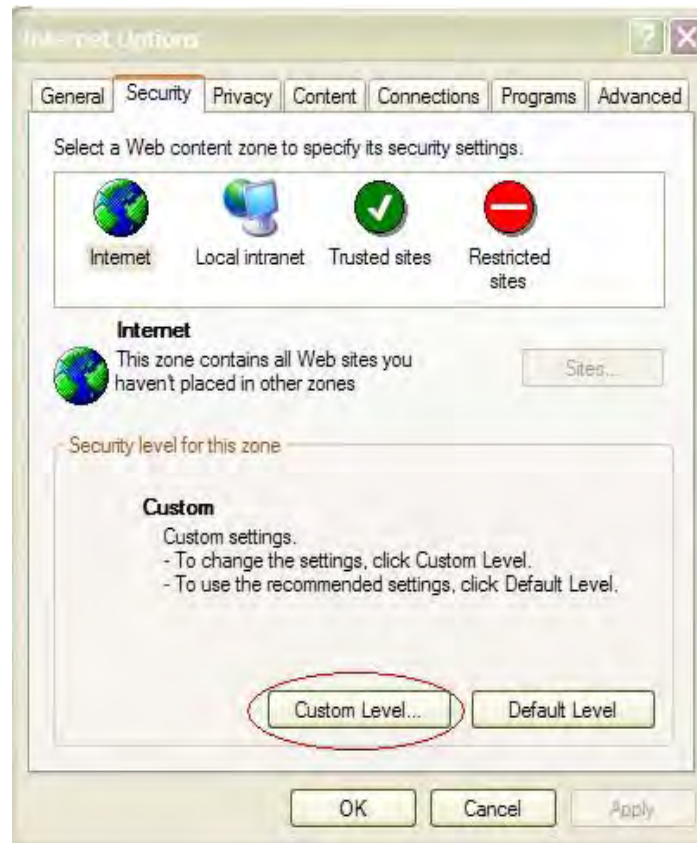 Internet Options
General Security Privacy Content Connections Programs Advanced
Select a Web content zone to specify its security settings.
Internet Local intranet Trusted sites Restricted sites
Internet
This zone contains all Web sites you
haven't placed in other zones
Sites...
Security level for this zone
Custom
Custom settings.
- To change the settings, click Custom Level.
- To use the recommended settings, click Default Level.
Custom Level... Default Level
OK Cancel Apply